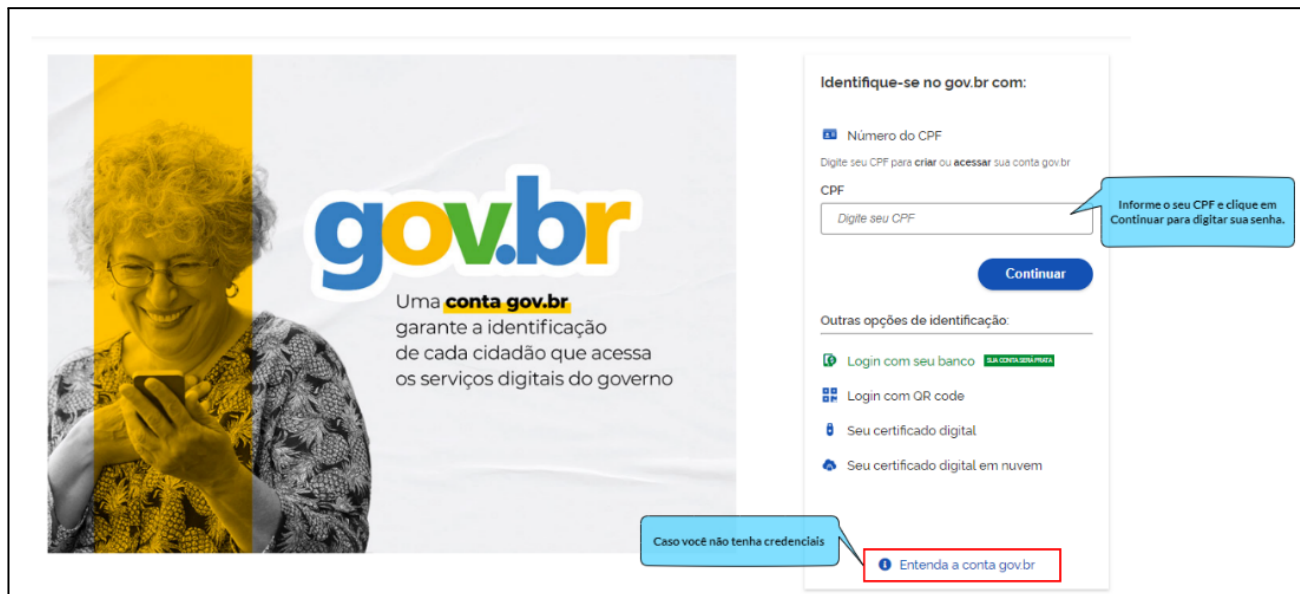 gov.br
Uma conta gov.br
garante a identificação
de cada cidadão que acessa
os serviços digitais do governo
Identifique-se no gov.br com:
Número do CPF
Digite seu CPF para criar ou acessar sua conta gov.br
CPF
Digite seu CPF
Informe o seu CPF e clique em
Continuar para digitar sua senha.
Continuar
Outras opções de identificação:
Login com seu banco SUA CONTA SERÁ PRATA
Login com QR code
Seu certificado digital
Seu certificado digital em nuvem
Caso você não tenha credenciais
Entenda a conta gov.br